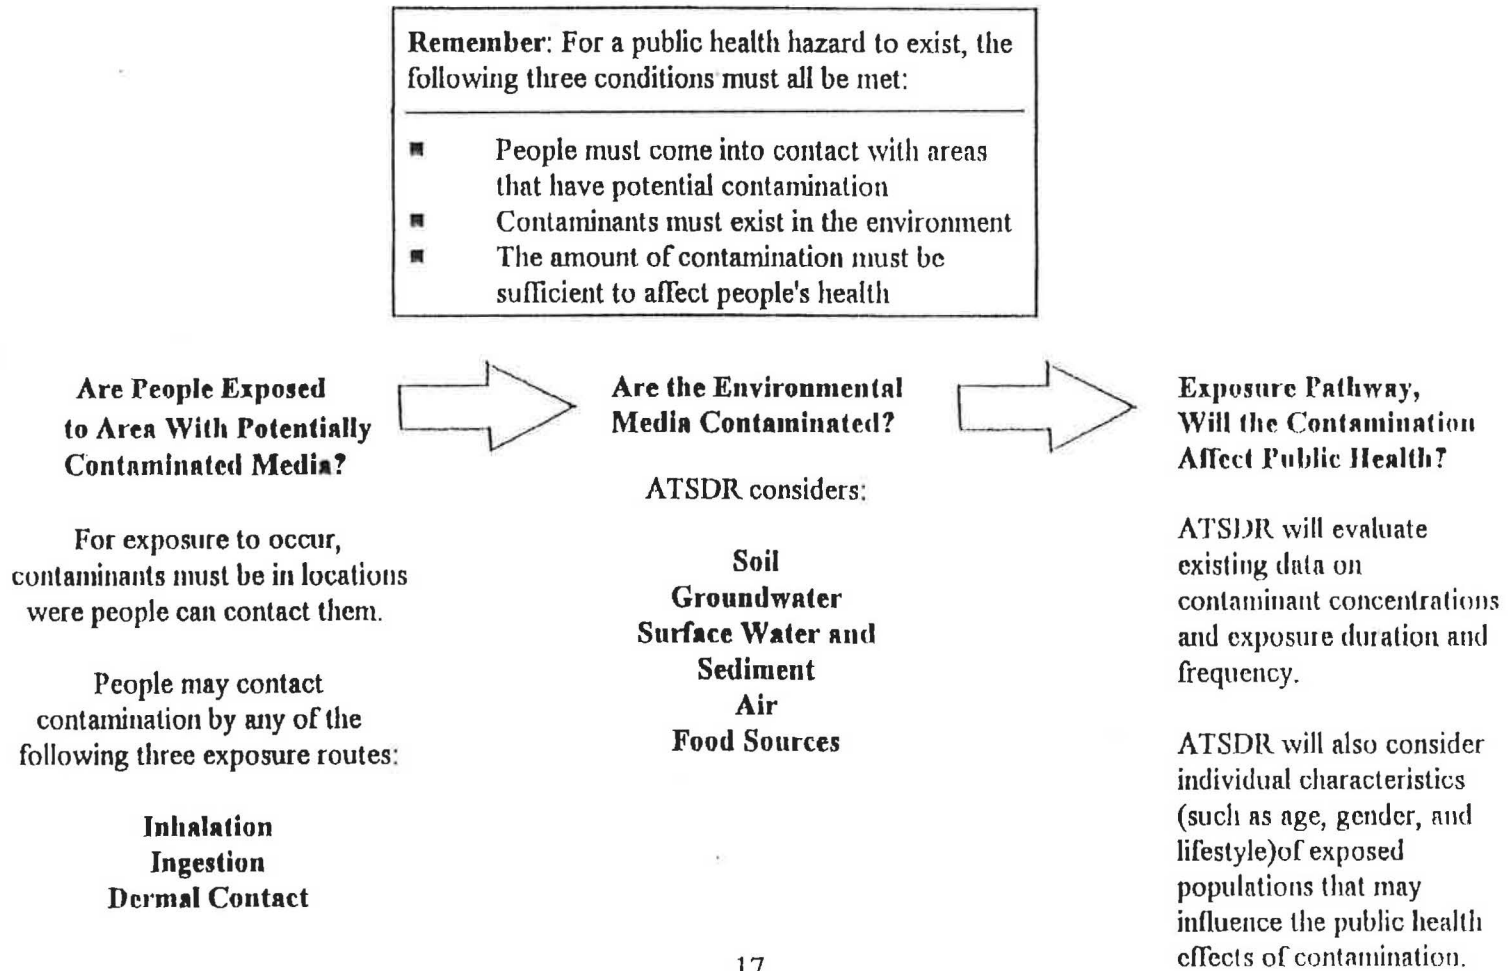 Remember: For a public health hazard to exist, the
following three conditions must all be met:
■ People must come into contact with areas
that have potential contamination
■ Contaminants must exist in the environment
■ The amount of contamination must be
sufficient to affect people's health
Are People Exposed
to Area With Potentially
Contaminated Media?
For exposure to occur,
contaminants must be in locations
were people can contact them.
People may contact
contamination by any of the
following three exposure routes:
Inhalation
Ingestion
Dermal Contact
Are the Environmental
Media Contaminated?
ATSDR considers:
Soil
Groundwater
Surface Water and
Sediment
Air
Food Sources
Exposure Pathway,
Will the Contamination
Affect Public Health?
ATSDR will evaluate
existing data on
contaminant concentrations
and exposure duration and
frequency.
ATSDR will also consider
individual characteristics
(such as age, gender, and
lifestyle)of exposed
populations that may
influence the public health
effects of contamination.
17